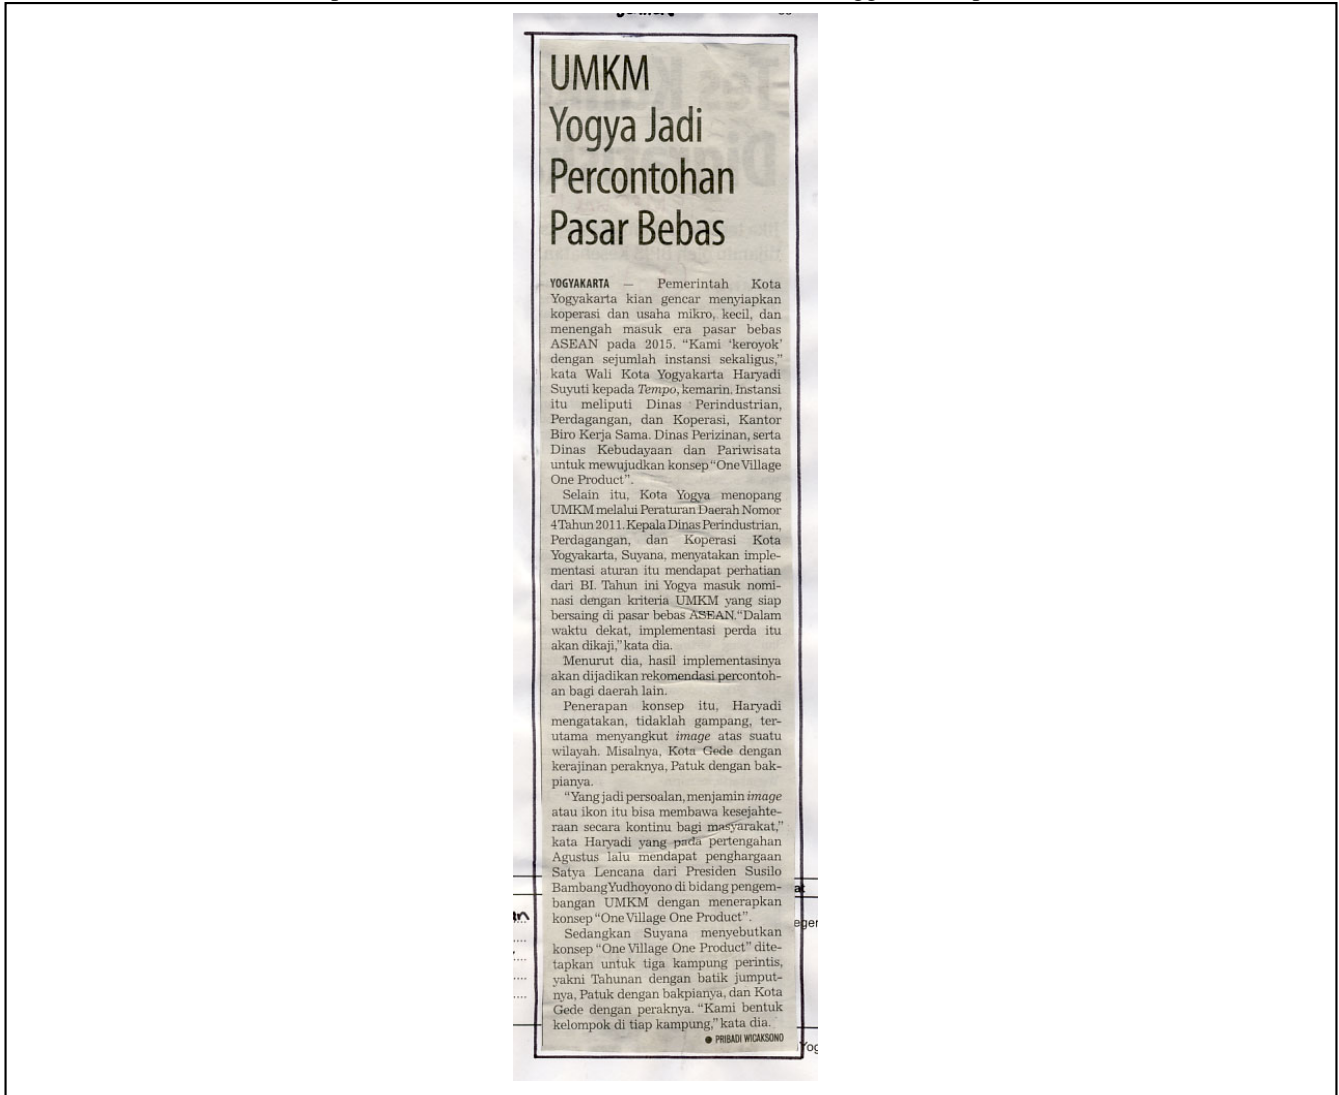 UMKM
Yogya Jadi
Percontohan
Pasar Bebas
YOGYAKARTA — Pemerintah Kota
Yogyakarta kian gencar menyiapkan
koperasi dan usaha mikro, kecil, dan
menengah masuk era pasar bebas
ASEAN pada 2015. “Kami ‘keroyok’
dengan sejumlah instansi sekaligus,”
kata Wali Kota Yogyakarta Haryadi
Suyuti kepada Tempo, kemarin. Instansi
itu meliputi Dinas Perindustrian,
Perdagangan, dan Koperasi, Kantor
Biro Kerja Sama. Dinas Perizinan, serta
Dinas Kebudayaan dan Pariwisata
untuk mewujudkan konsep “One Village
One Product”.
Selain itu, Kota Yogya menopang
UMKM melalui Peraturan Daerah Nomor
4 Tahun 2011. Kepala Dinas Perindustrian,
Perdagangan, dan Koperasi Kota
Yogyakarta, Suyana, menyatakan imple-
mentasi aturan itu mendapat perhatian
dari BI. Tahun ini Yogya masuk nomi-
nasi dengan kriteria UMKM yang siap
bersaing di pasar bebas ASEAN. “Dalam
waktu dekat, implementasi perda itu
akan dikaji,” kata dia.
Menurut dia, hasil implementasinya
akan dijadikan rekomendasi percontoh-
an bagi daerah lain.
Penerapan konsep itu, Haryadi
mengatakan, tidaklah gampang, ter-
utama menyangkut image atas suatu
wilayah. Misalnya, Kota Gede dengan
kerajinan peraknya, Patuk dengan bak-
pianya.
“Yang jadi persoalan, menjamin image
atau ikon itu bisa membawa kesejahte-
raan secara kontinu bagi masyarakat,”
kata Haryadi yang pada pertengahan
Agustus lalu mendapat penghargaan
Satya Lencana dari Presiden Susilo
Bambang Yudhoyono di bidang pengem-
bangan UMKM dengan menerapkan
konsep “One Village One Product”.
Sedangkan Suyana menyebutkan
konsep “One Village One Product” dite-
tapkan untuk tiga kampung perintis,
yakni Tahunan dengan batik jumput-
nya, Patuk dengan bakpianya, dan Kota
Gede dengan peraknya. “Kami bentuk
kelompok di tiap kampung,” kata dia.
● PRIBADI WICAKSONO